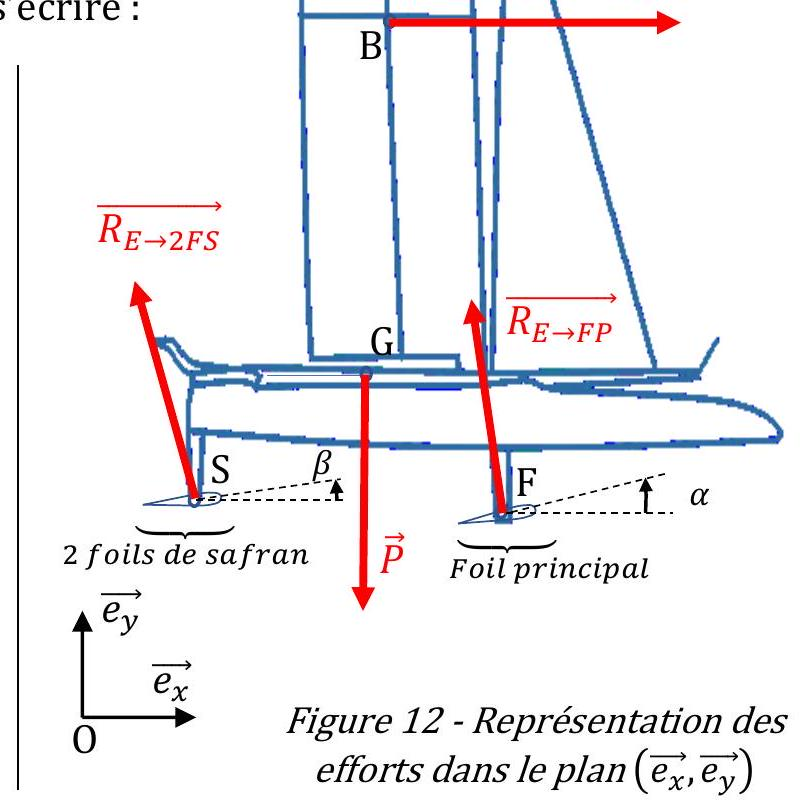 s'écrire :
B
R_{E→2FS}
R_{E→FP}
G
S
β
F
α
2 foils de safran
P
Foil principal
e_y
e_x
O
Figure 12 - Représentation des
efforts dans le plan (e_x, e_y)